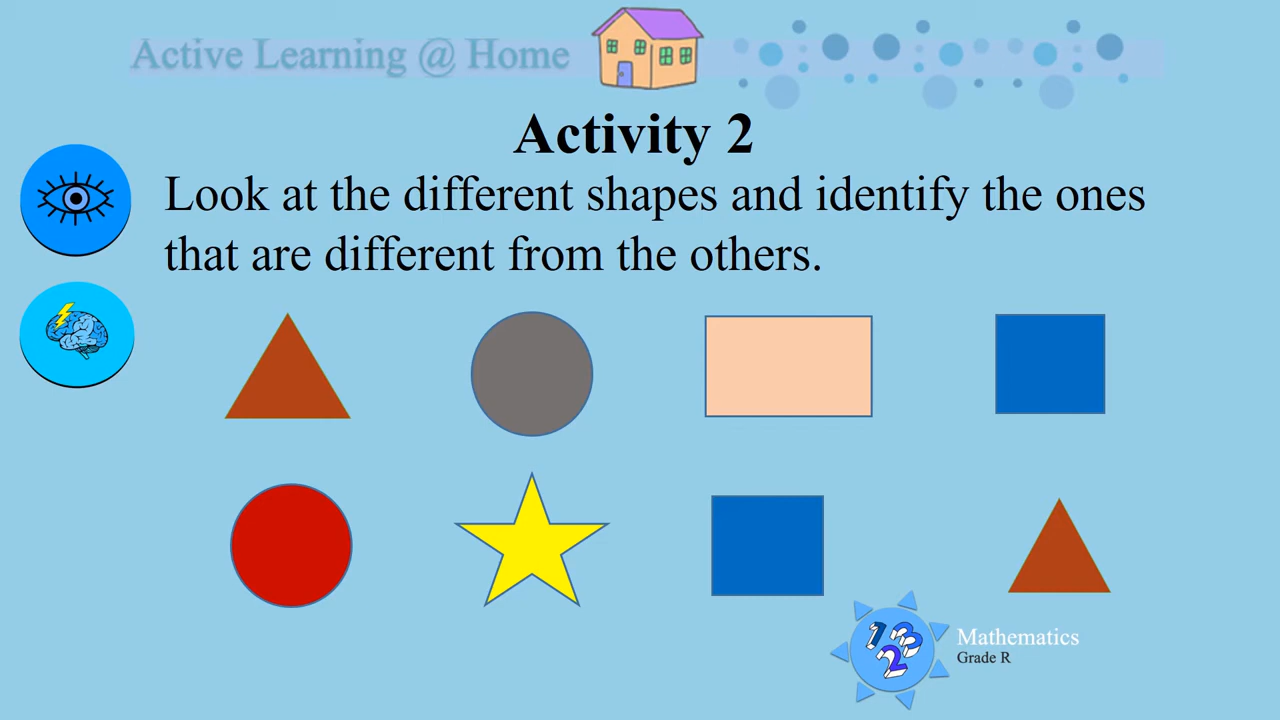 Active Learning @ Home
Activity 2
Look at the different shapes and identify the ones
that are different from the others.
123
Mathematics
Grade R